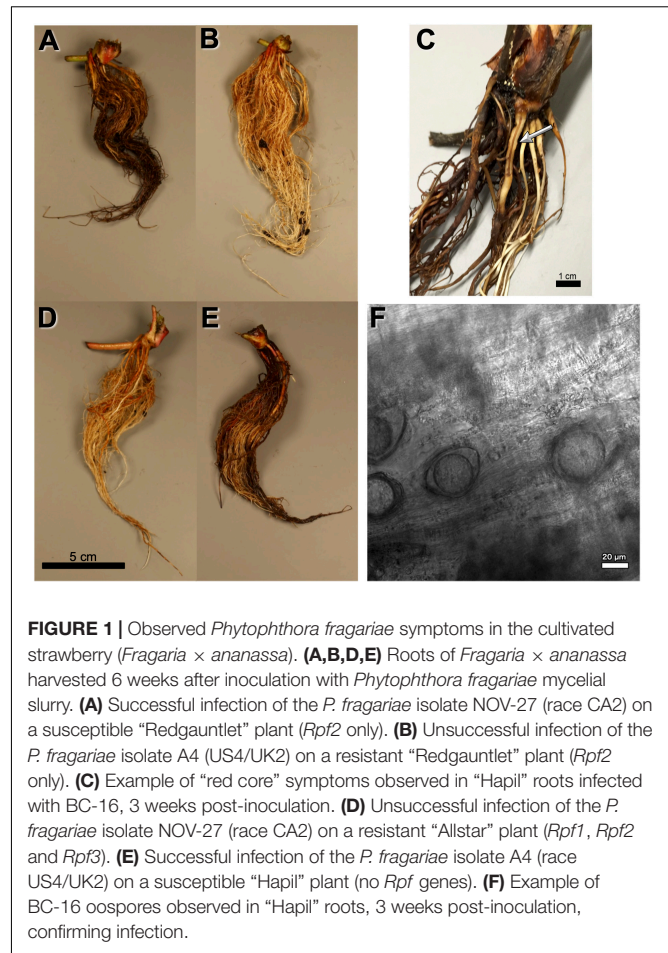 A
B
C
1 cm
D
E
F
5 cm
20 µm
FIGURE 1 | Observed Phytophthora fragariae symptoms in the cultivated
strawberry (Fragaria × ananassa). (A,B,D,E) Roots of Fragaria × ananassa
harvested 6 weeks after inoculation with Phytophthora fragariae mycelial
slurry. (A) Successful infection of the P. fragariae isolate NOV-27 (race CA2) on
a susceptible “Redgauntlet” plant (Rpf2 only). (B) Unsuccessful infection of the
P. fragariae isolate A4 (US4/UK2) on a resistant “Redgauntlet” plant (Rpf2
only). (C) Example of “red core” symptoms observed in “Hapil” roots infected
with BC-16, 3 weeks post-inoculation. (D) Unsuccessful infection of the P.
fragariae isolate NOV-27 (race CA2) on a resistant “Allstar” plant (Rpf1, Rpf2
and Rpf3). (E) Successful infection of the P. fragariae isolate A4 (race
US4/UK2) on a susceptible “Hapil” plant (no Rpf genes). (F) Example of
BC-16 oospores observed in “Hapil” roots, 3 weeks post-inoculation,
confirming infection.